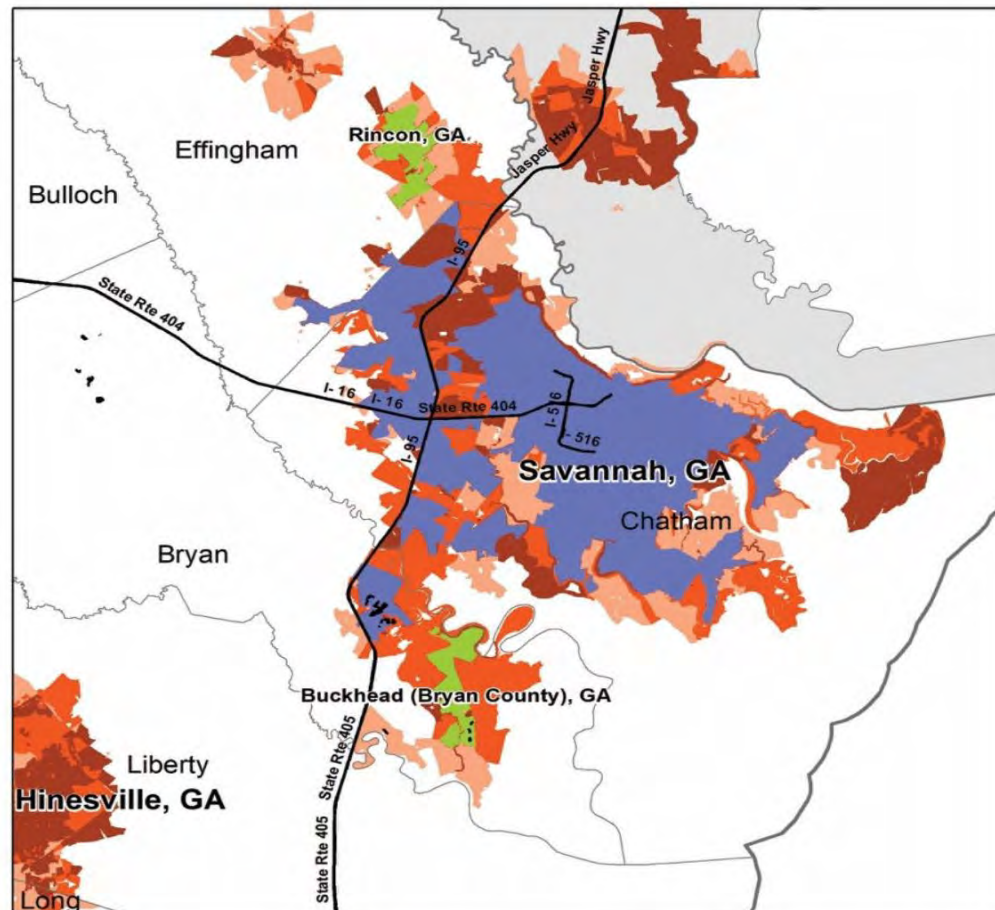 Jasper Hwy
Rincon, GA
Jasper Hwy
Effingham
Bulloch
I-95
State Rte 404
I-16
I-16
State Rte 404
I-516
I-516
I-95
Savannah, GA
Chatham
Bryan
Buckhead (Bryan County), GA
State Rte 405
Liberty
Hinesville, GA
State Rte 405
Long